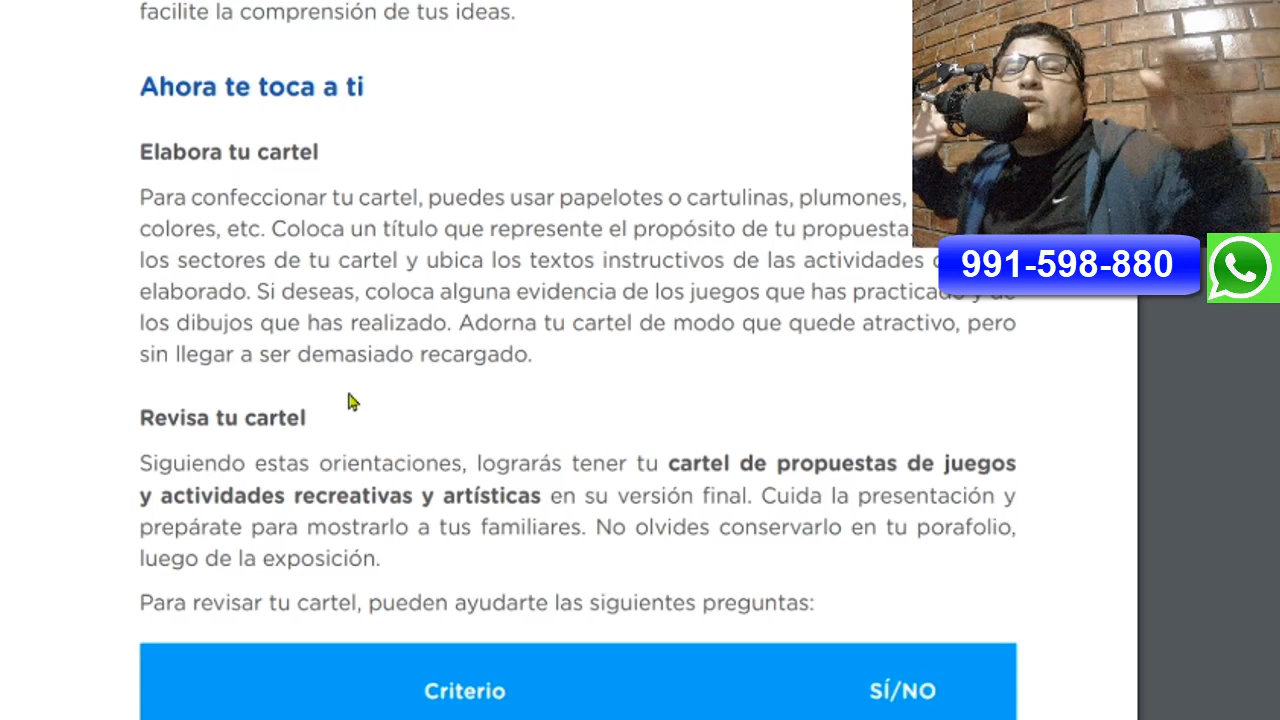 facilite la comprensión de tus ideas.
Ahora te toca a ti
Elabora tu cartel
Para confeccionar tu cartel, puedes usar papelotes o cartulinas, plumones,
colores, etc. Coloca un título que represente el propósito de tu propuesta.
los sectores de tu cartel y ubica los textos instructivos de las actividades
elaborado. Si deseas, coloca alguna evidencia de los juegos que has practicado y de
los dibujos que has realizado. Adorna tu cartel de modo que quede atractivo, pero
sin llegar a ser demasiado recargado.
Revisa tu cartel
Siguiendo estas orientaciones, lograrás tener tu cartel de propuestas de juegos
y actividades recreativas y artísticas en su versión final. Cuida la presentación y
prepárate para mostrarlo a tus familiares. No olvides conservarlo en tu porafolio,
luego de la exposición.
Para revisar tu cartel, pueden ayudarte las siguientes preguntas:
Criterio SÍ/NO
991-598-880